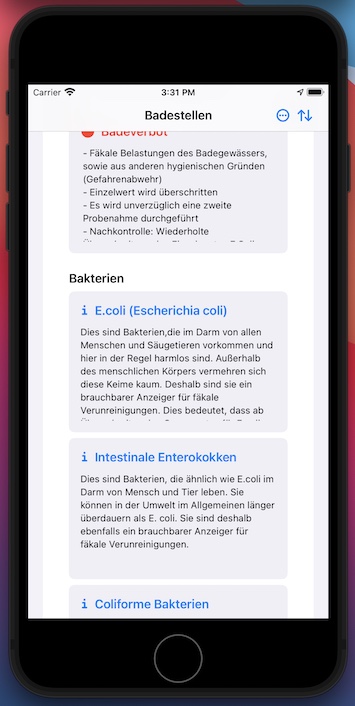 Carrier 3:31 PM
Badestellen
Badeverbot
- Fäkale Belastungen des Badegewässers,
sowie aus anderen hygienischen Gründen
(Gefahrenabwehr)
- Einzelwert wird überschritten
- Es wird unverzüglich eine zweite
Probenahme durchgeführt
- Nachkontrolle: Wiederholte
Bakterien
i E.coli (Escherichia coli)
Dies sind Bakterien,die im Darm von allen
Menschen und Säugetieren vorkommen und
hier in der Regel harmlos sind. Außerhalb
des menschlichen Körpers vermehren sich
diese Keime kaum. Deshalb sind sie ein
brauchbarer Anzeiger für fäkale
Verunreinigungen. Dies bedeutet, dass ab
i Intestinale Enterokokken
Dies sind Bakterien, die ähnlich wie E.coli im
Darm von Mensch und Tier leben. Sie
können in der Umwelt im Allgemeinen länger
überdauern als E. coli. Sie sind deshalb
ebenfalls ein brauchbarer Anzeiger für
fäkale Verunreinigungen.
i Coliforme Bakterien